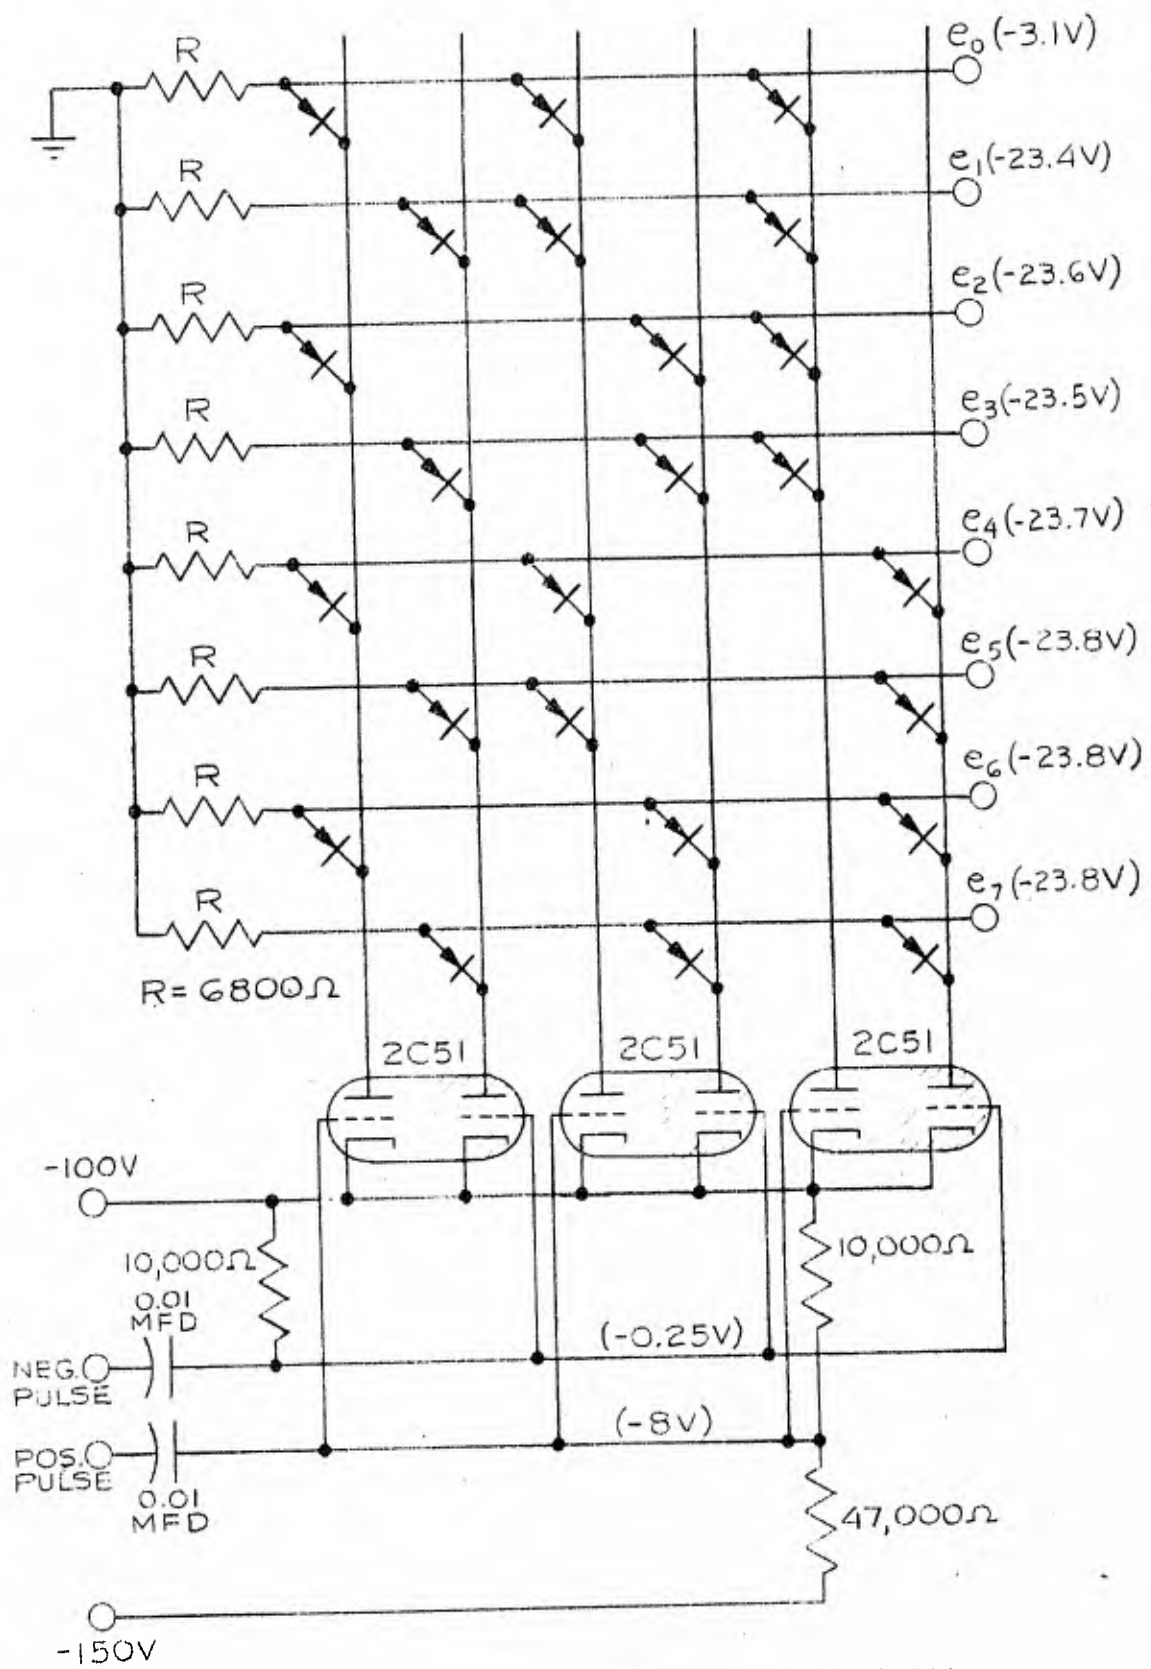 R
e₀(-3.1V)
R
e₁(-23.4V)
R
e₂(-23.6V)
R
e₃(-23.5V)
R
e₄(-23.7V)
R
e₅(-23.8V)
R
e₆(-23.8V)
R
e₇(-23.8V)
R = 6800Ω
2C51
2C51
2C51
-100V
10,000Ω
10,000Ω
0.01
MFD
(-0.25V)
NEG.
PULSE
(-8V)
POS.
PULSE
0.01
MFD
47,000Ω
-150V